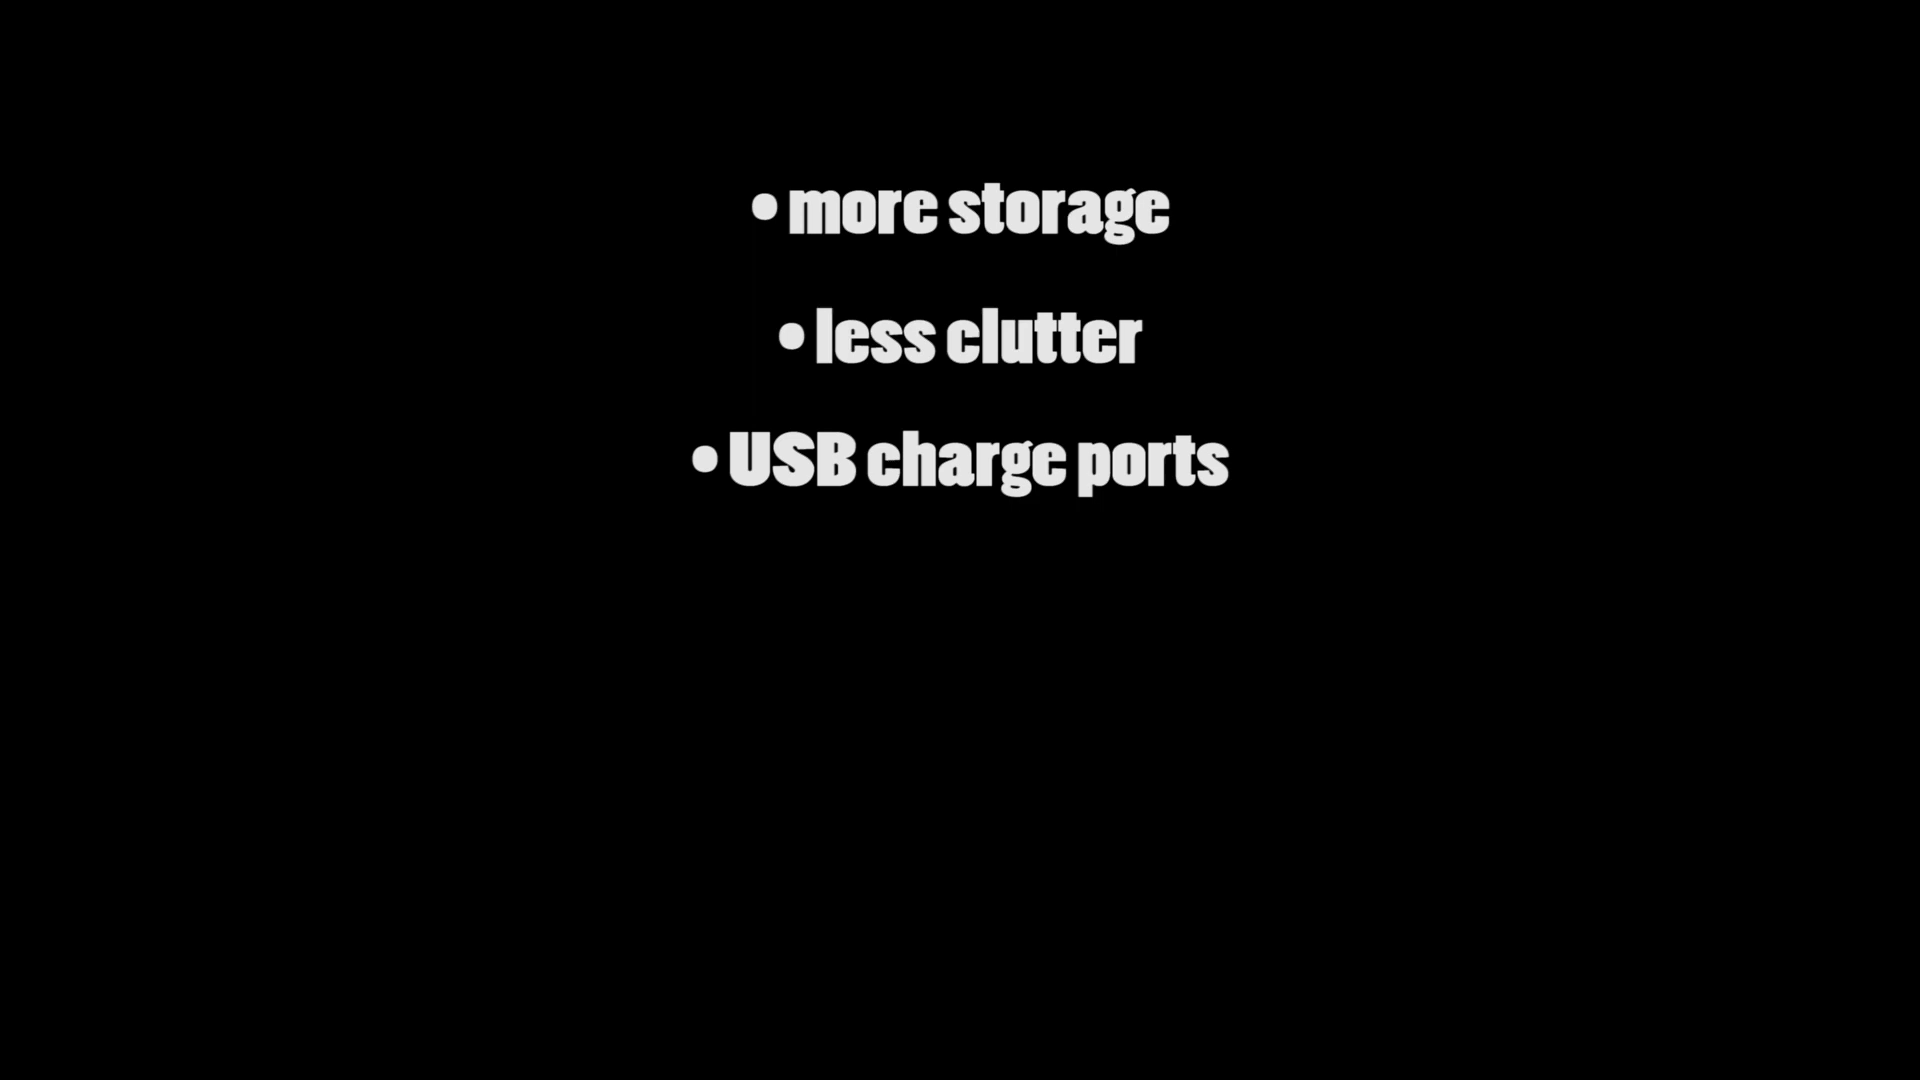 • more storage
• less clutter
• USB charge ports